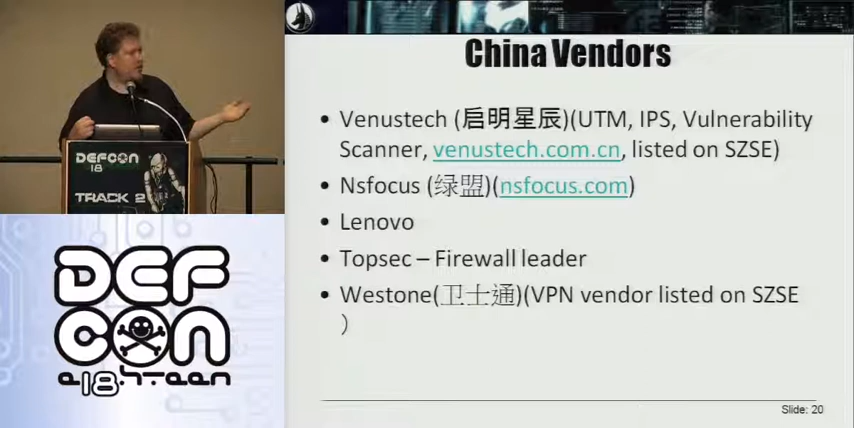 China Vendors
• Venustech (启明星辰)(UTM, IPS, Vulnerability
Scanner, venustech.com.cn, listed on SZSE)
• Nsfocus (绿盟)(nsfocus.com)
• Lenovo
• Topsec – Firewall leader
• Westone(卫士通)(VPN vendor listed on SZSE
)
Slide: 20
DEFCON
18
TRACK 2
DEF
CON
e18.hteen